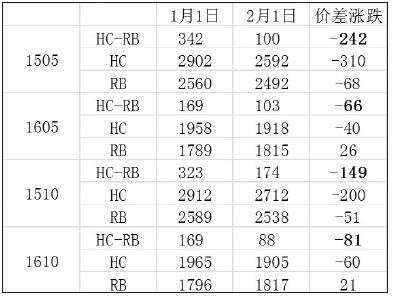 1月1日 2月1日 价差涨跌
HC-RB 342 100 -242
1505 HC 2902 2592 -310
RB 2560 2492 -68
HC-RB 169 103 -66
1605 HC 1958 1918 -40
RB 1789 1815 26
HC-RB 323 174 -149
1510 HC 2912 2712 -200
RB 2589 2538 -51
HC-RB 169 88 -81
1610 HC 1965 1905 -60
RB 1796 1817 21